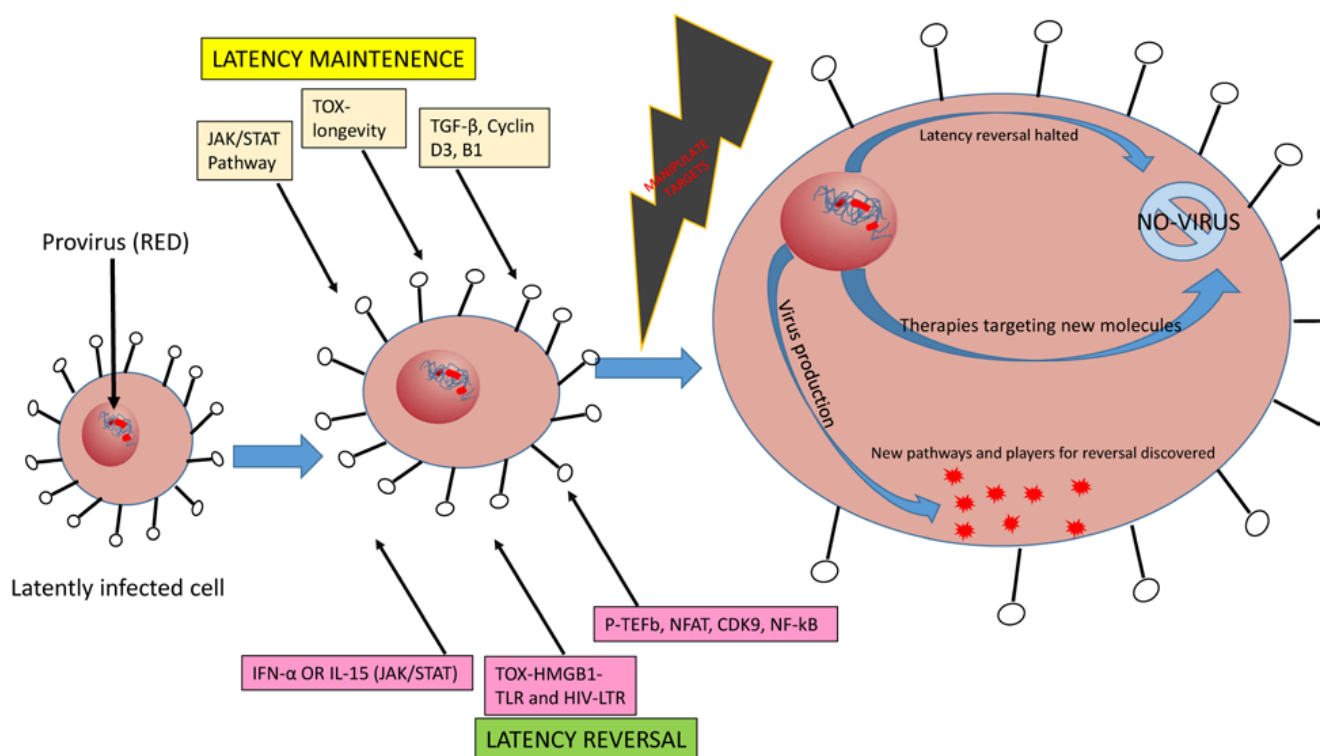 LATENCY MAINTENENCE
JAK/STAT
Pathway
TOX-
longevity
TGF-β, Cyclin
D3, B1
MANIPULATE
TARGETS
Latency reversal halted
NO-VIRUS
Provirus (RED)
Therapies targeting new molecules
Virus production
New pathways and players for reversal discovered
Latently infected cell
P-TEFb, NFAT, CDK9, NF-kB
IFN-α OR IL-15 (JAK/STAT)
TOX-HMGB1-
TLR and HIV-LTR
LATENCY REVERSAL